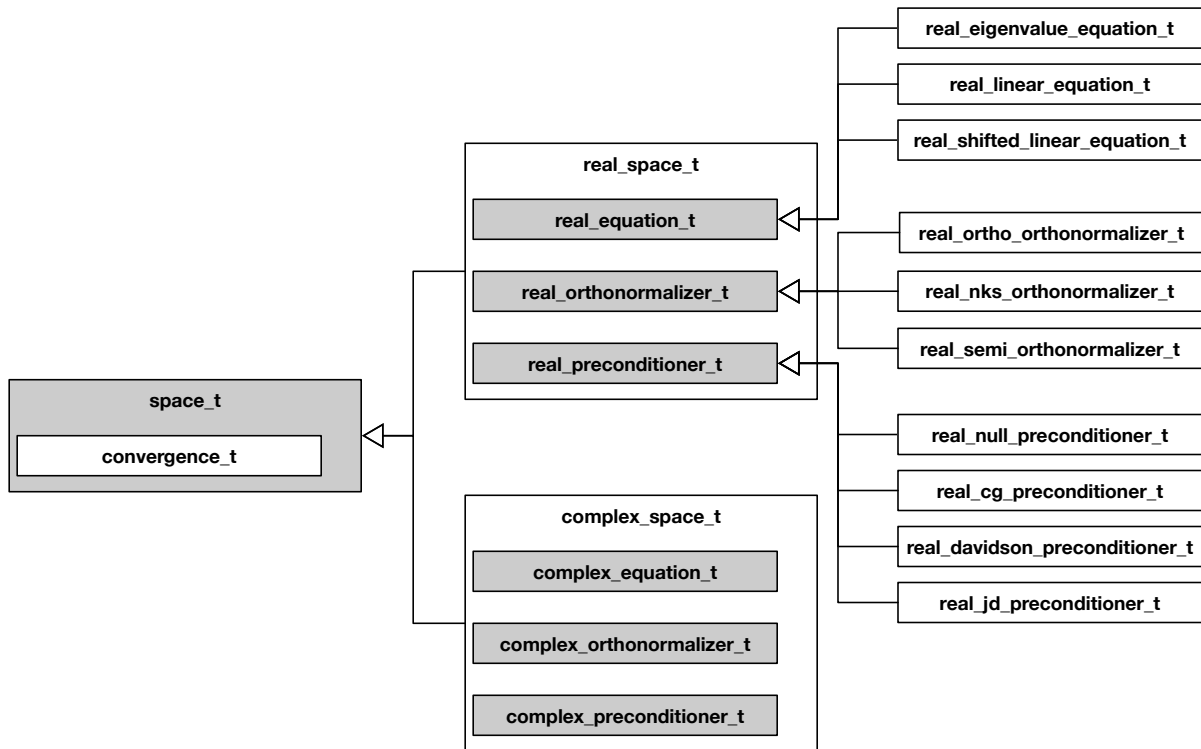 real_eigenvalue_equation_t
real_linear_equation_t
real_shifted_linear_equation_t
real_space_t
real_equation_t
real_ortho_orthonormalizer_t
real_orthonormalizer_t
real_nks_orthonormalizer_t
real_semi_orthonormalizer_t
real_preconditioner_t
space_t
convergence_t
real_null_preconditioner_t
real_cg_preconditioner_t
complex_space_t
real_davidson_preconditioner_t
complex_equation_t
real_jd_preconditioner_t
complex_orthonormalizer_t
complex_preconditioner_t